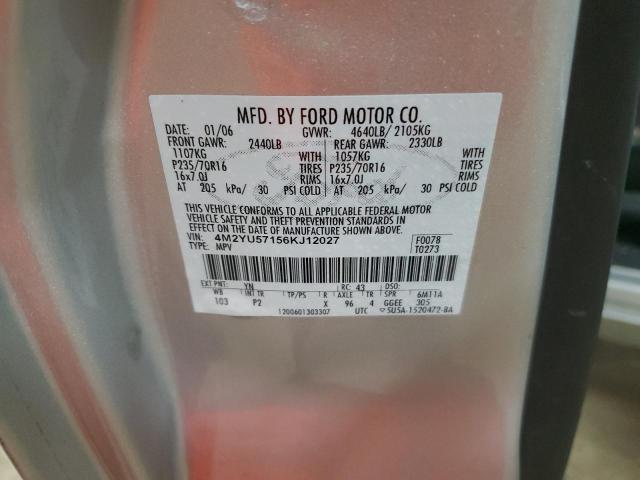 MFD. BY FORD MOTOR CO.
DATE: 01/06 GVWR: 4640LB/ 2105KG
FRONT GAWR: 2440LB REAR GAWR: 2330LB
1107KG WITH 1057KG WITH
P235/70R16 TIRES P235/70R16 TIRES
16x7.0J RIMS 16x7.0J RIMS
AT 205 kPa/ 30 PSI COLD AT 205 kPa/ 30 PSI COLD
THIS VEHICLE CONFORMS TO ALL APPLICABLE FEDERAL MOTOR
VEHICLE SAFETY AND THEFT PREVENTION STANDARDS IN
EFFECT ON THE DATE OF MANUFACTURE SHOWN ABOVE.
VIN: 4M2YU57156KJ12027 F0078
TYPE: MPV T0273
EXT PNT: YN RC: 43 DSO:
WB INT TR TP/PS R AXLE TR SPR 6M11A
103 P2 X 96 4 GGEE 305
1200601303307 UTC 5U5A-1520472-BA